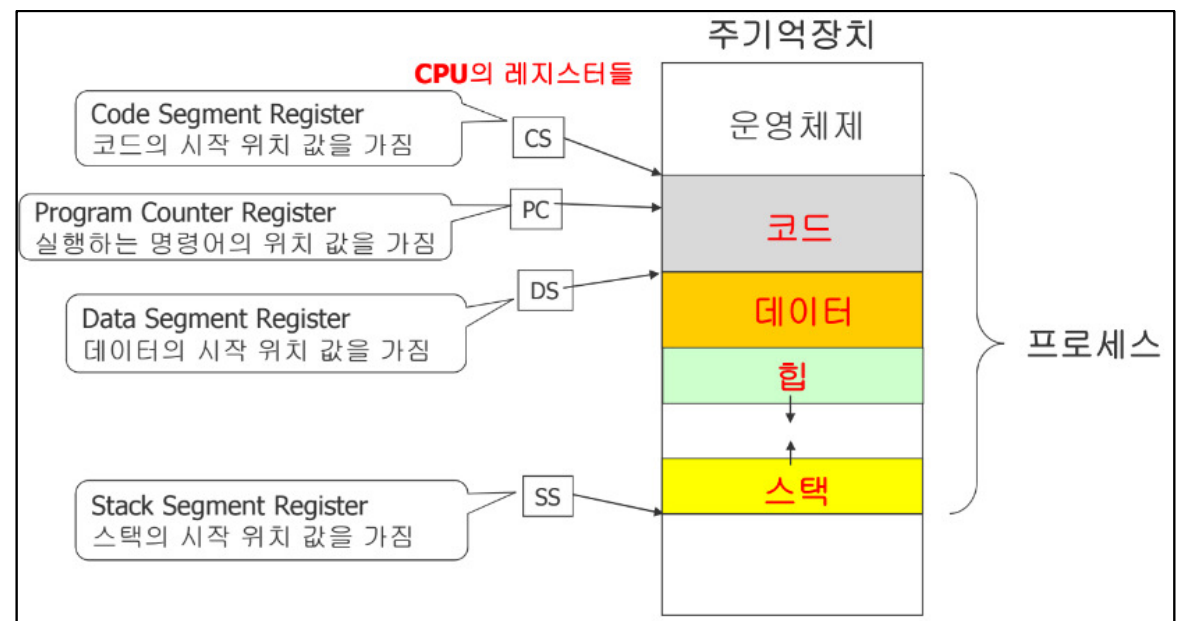 주기억장치
CPU의 레지스터들
Code Segment Register
코드의 시작 위치 값을 가짐
CS
운영체제
Program Counter Register
실행하는 명령어의 위치 값을 가짐
PC
코드
DS
Data Segment Register
데이터의 시작 위치 값을 가짐
데이터
프로세스
힙
Stack Segment Register
스택의 시작 위치 값을 가짐
SS
스택